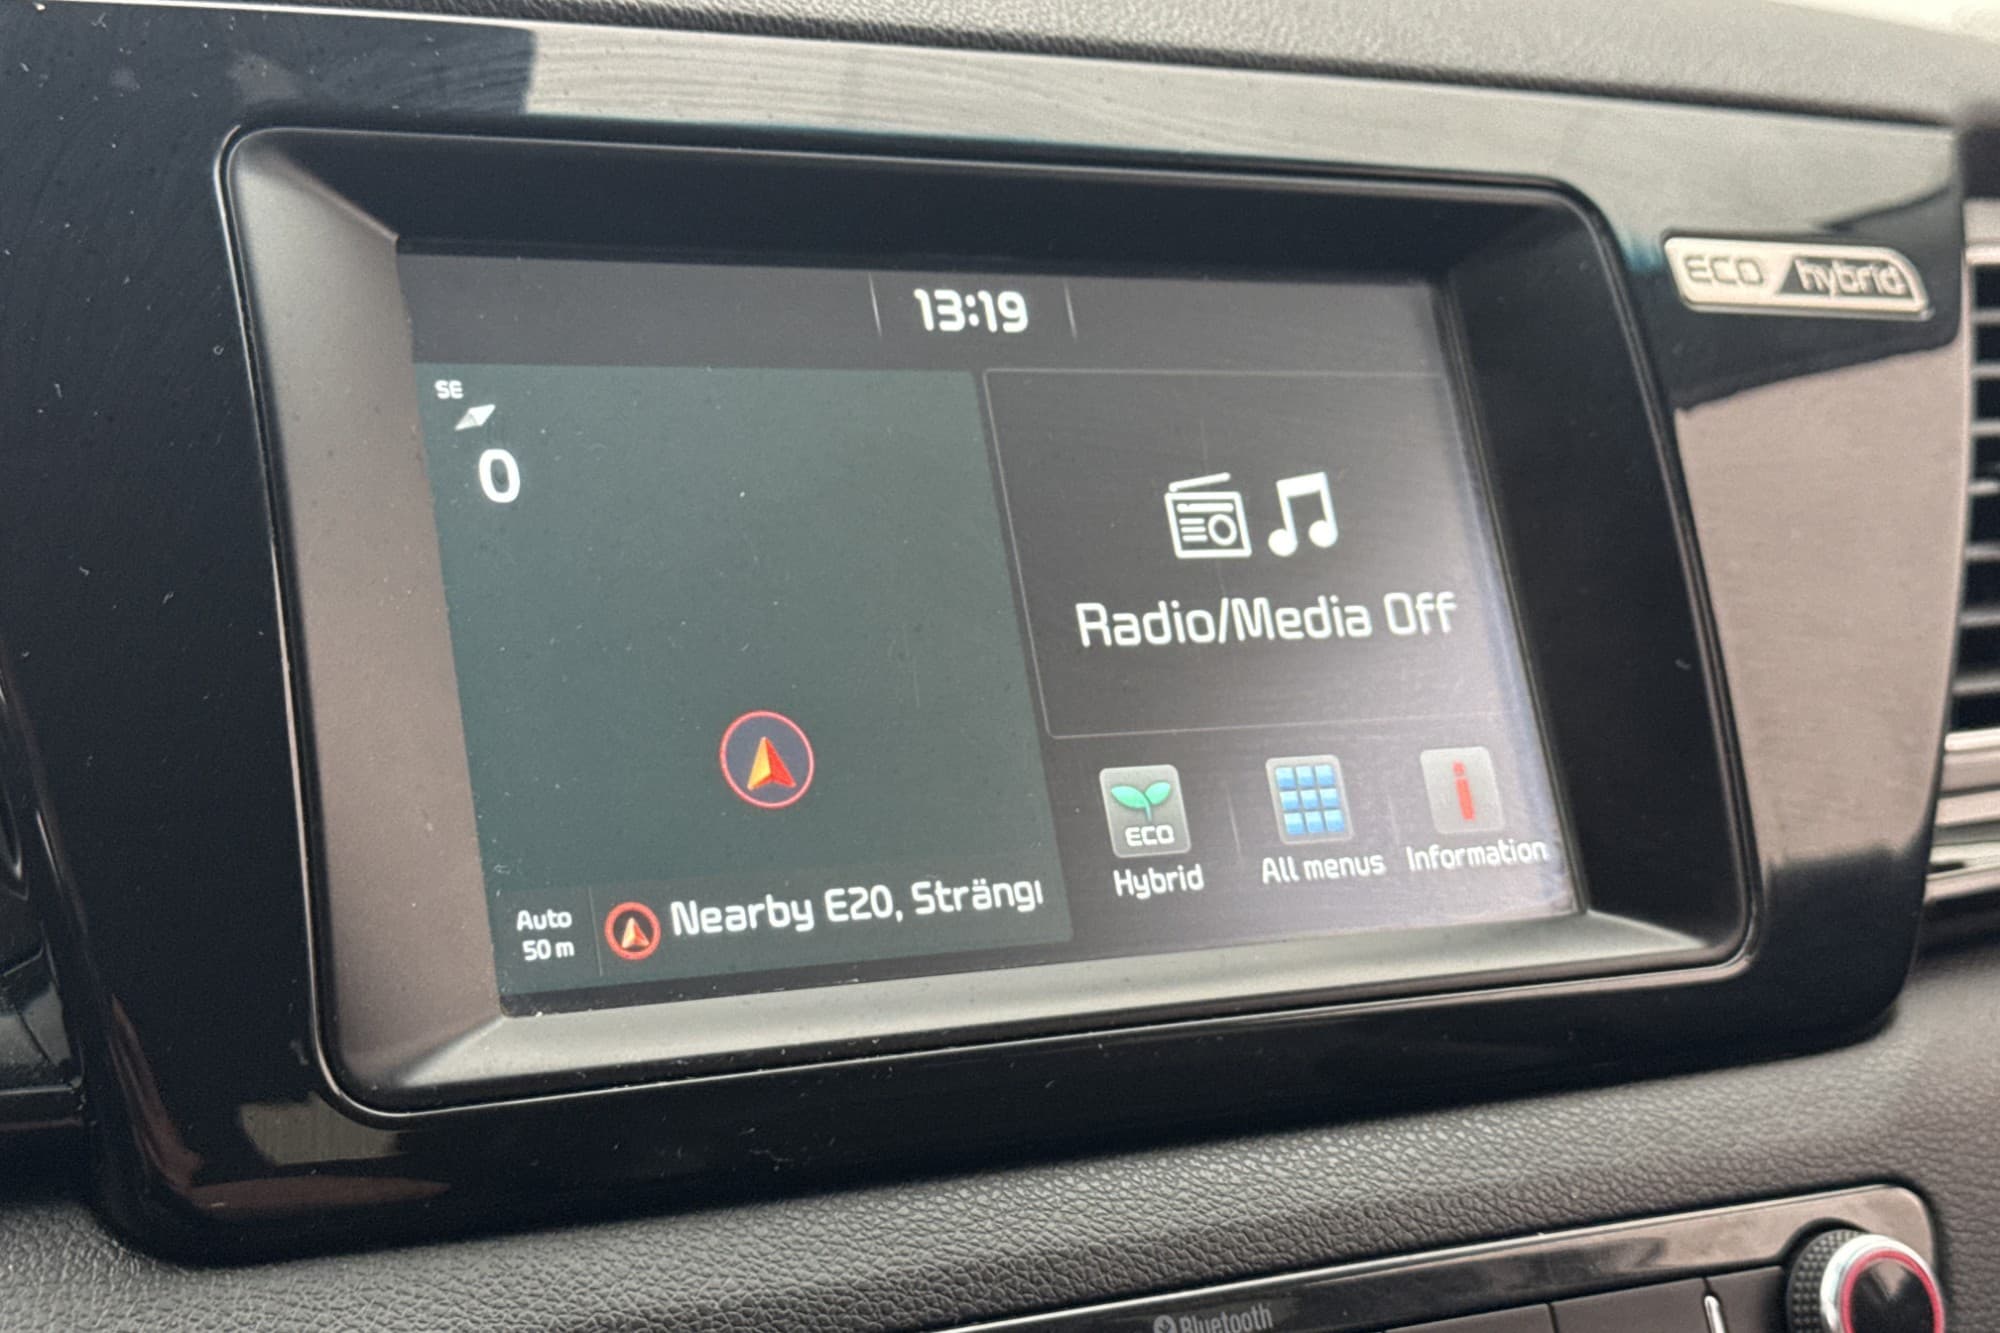 13:19
ECO hybrid
SE
0
Radio/Media Off
ECO
Hybrid
All menus
Information
Auto
50 m
Nearby E20,
Bluetooth